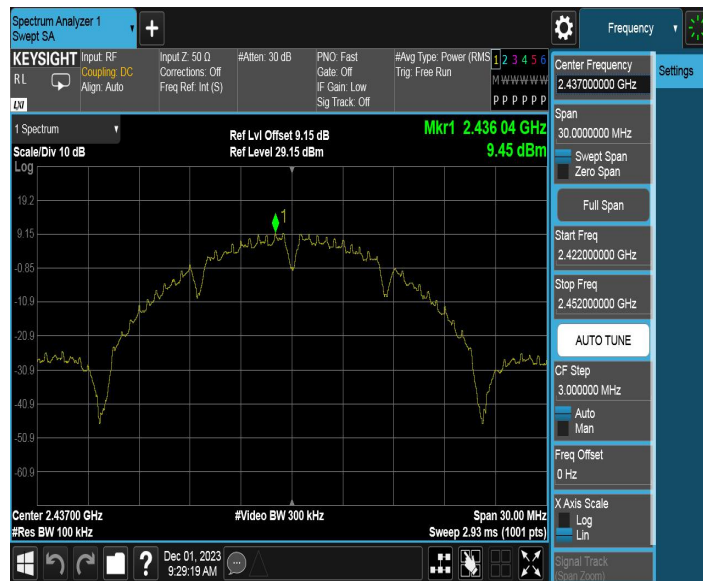 Spectrum Analyzer 1
Swept SA
+
Frequency
KEYSIGHT
RL
LXI
Input: RF
Coupling: DC
Align: Auto
Input Z: 50 Ω
Corrections: Off
Freq Ref: Int (S)
#Atten: 30 dB
PNO: Fast
Gate: Off
IF Gain: Low
Sig Track: Off
#Avg Type: Power (RMS
Trig: Free Run
1 2 3 4 5 6
M W W W W W
P P P P P P
1 Spectrum
Scale/Div 10 dB
Log
Ref Lvl Offset 9.15 dB
Ref Level 29.15 dBm
Mkr1 2.436 04 GHz
9.45 dBm
19.2
9.15
-0.85
-10.9
-20.9
-30.9
-40.9
-50.9
-60.9
1
Center 2.43700 GHz
#Res BW 100 kHz
#Video BW 300 kHz
Span 30.00 MHz
Sweep 2.93 ms (1001 pts)
Center Frequency
2.437000000 GHz
Settings
Span
30.0000000 MHz
Swept Span
Zero Span
Full Span
Start Freq
2.422000000 GHz
Stop Freq
2.452000000 GHz
AUTO TUNE
CF Step
3.000000 MHz
Auto
Man
Freq Offset
0 Hz
X Axis Scale
Log
Lin
Signal Track
(Span Zoom)
?
Dec 01, 2023
9:29:19 AM